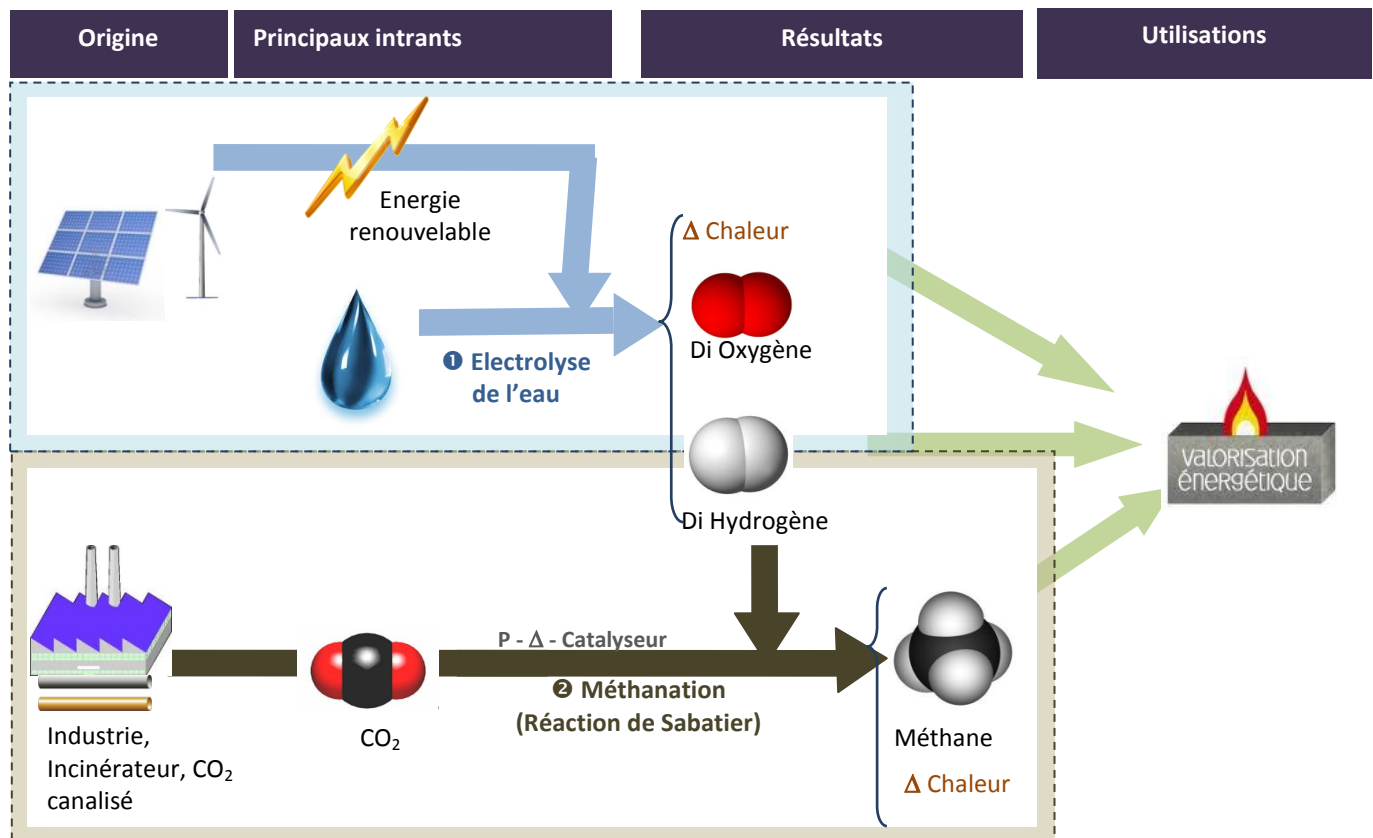 Origine
Principaux intrants
Résultats
Utilisations
Energie
renouvelable
Δ Chaleur
Di Oxygène
❶ Electrolyse
de l’eau
Di Hydrogène
valorisation
énergétique
P - Δ - Catalyseur
❷ Méthanation
(Réaction de Sabatier)
Industrie,
Incinérateur, CO₂
canalisé
CO₂
Méthane
Δ Chaleur